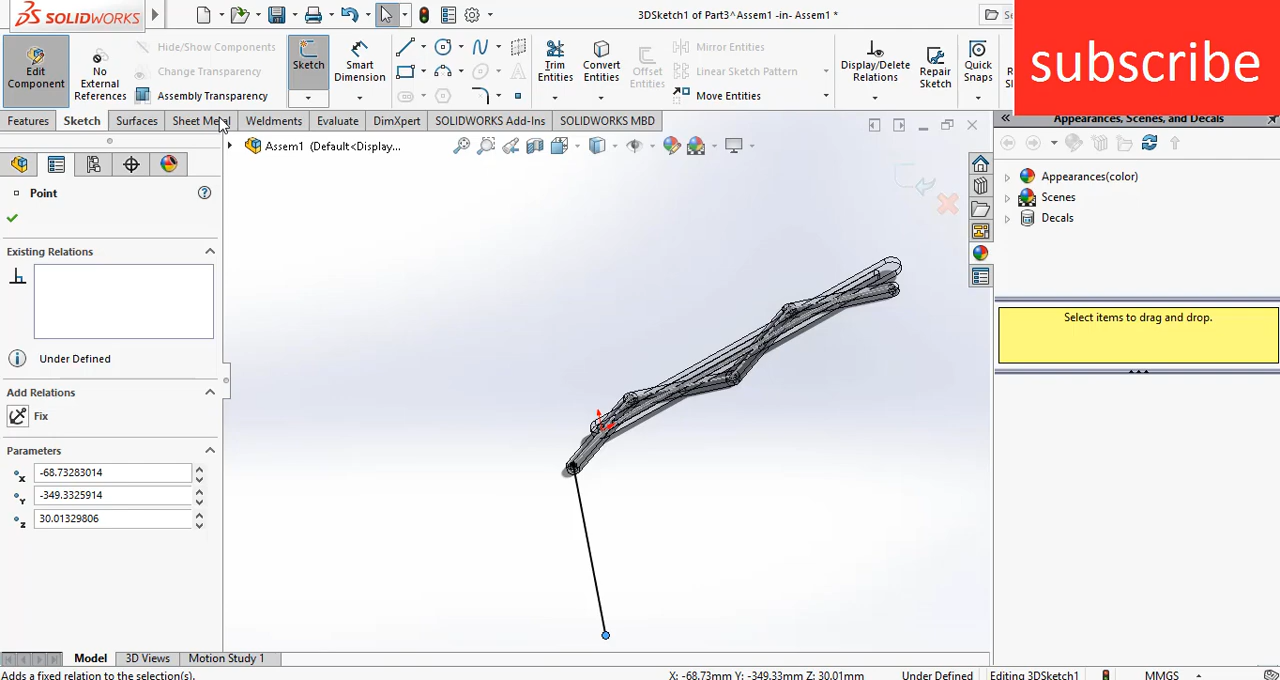 SOLIDWORKS
3DSketch1 of Part3^Assem1 -in- Assem1 *
subscribe
Edit Component
No External References
Hide/Show Components
Change Transparency
Assembly Transparency
Sketch
Smart Dimension
Trim Entities
Convert Entities
Offset Entities
Mirror Entities
Linear Sketch Pattern
Move Entities
Display/Delete Relations
Repair Sketch
Quick Snaps
Features
Sketch
Surfaces
Sheet Metal
Weldments
Evaluate
DimXpert
SOLIDWORKS Add-Ins
SOLIDWORKS MBD
Assem1 (Default<Display...
Appearances, Scenes, and Decals
Point
Existing Relations
Under Defined
Add Relations
Fix
Parameters
x -68.73283014
Y -349.3325914
z 30.01329806
Appearances(color)
Scenes
Decals
Select items to drag and drop.
Model
3D Views
Motion Study 1
Adds a fixed relation to the selection(s).
X: -68.73mm Y: -349.33mm Z: 30.01mm
Under Defined
Editing 3DSketch1
MMGS